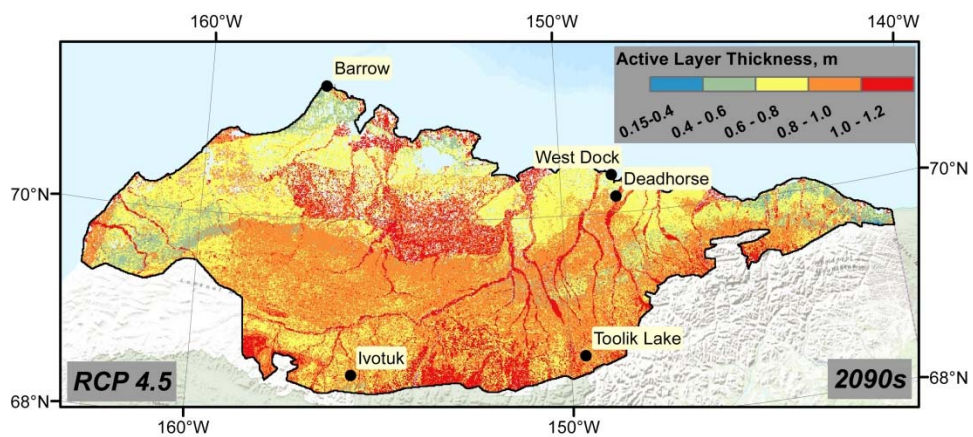 160°W
150°W
140°W
Active Layer Thickness, m
0.15-0.4
0.4 - 0.6
0.6 - 0.8
0.8 - 1.0
1.0 - 1.2
Barrow
West Dock
Deadhorse
70°N
70°N
Toolik Lake
Ivotuk
RCP 4.5
2090s
68°N
68°N
160°W
150°W